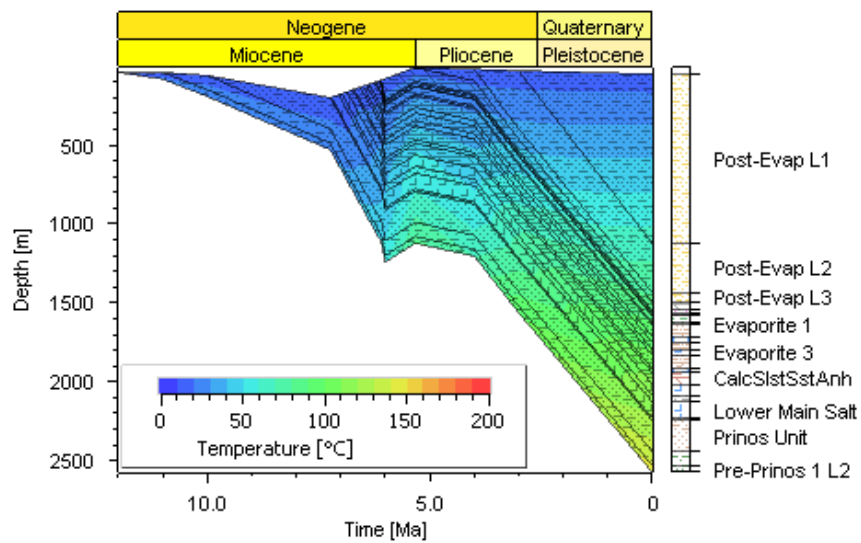 Neogene Quaternary
Miocene Pliocene Pleistocene
500
1000
1500
2000
2500
Depth [m]
0 50 100 150 200
Temperature [°C]
10.0 5.0 0
Time [Ma]
Post-Evap L1
Post-Evap L2
Post-Evap L3
Evaporite 1
Evaporite 3
CalcSlstSstAnh
Lower Main Salt
Prinos Unit
Pre-Prinos 1 L2